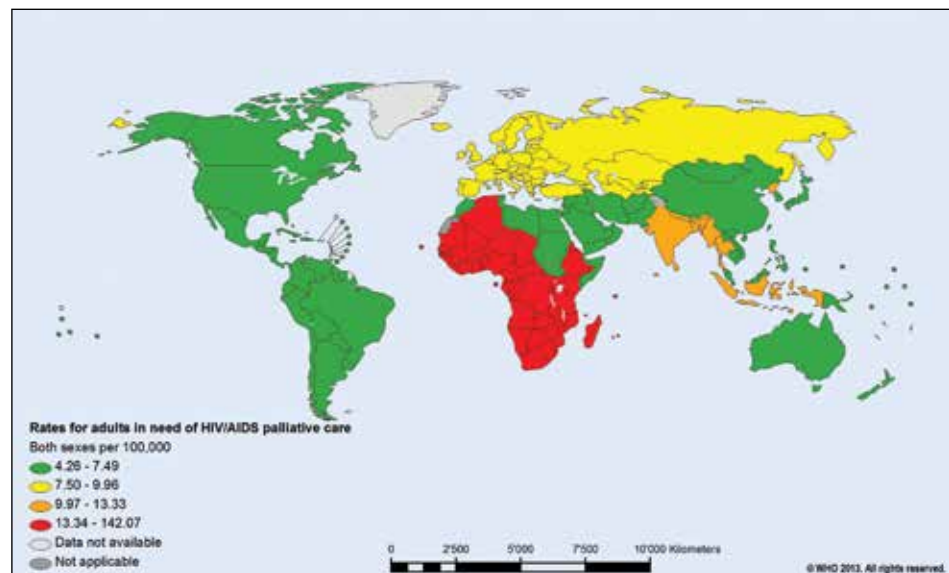 Rates for adults in need of HIV/AIDS palliative care
Both sexes per 100,000
4.26 - 7.49
7.50 - 9.96
9.97 - 13.33
13.34 - 142.07
Data not available
Not applicable
0 2'500 5'000 7'500 10'000 Kilometers
© WHO 2013. All rights reserved.